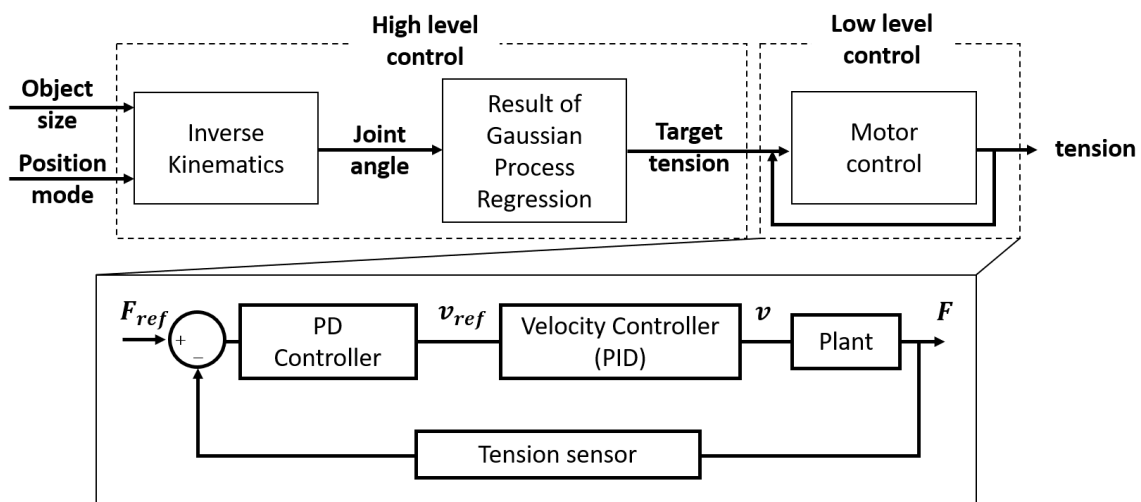 High level
control
Low level
control
Object
size
Position
mode
Inverse
Kinematics
Joint
angle
Result of
Gaussian
Process
Regression
Target
tension
Motor
control
tension
F_ref
+
−
PD
Controller
v_ref
Velocity Controller
(PID)
v
Plant
F
Tension sensor